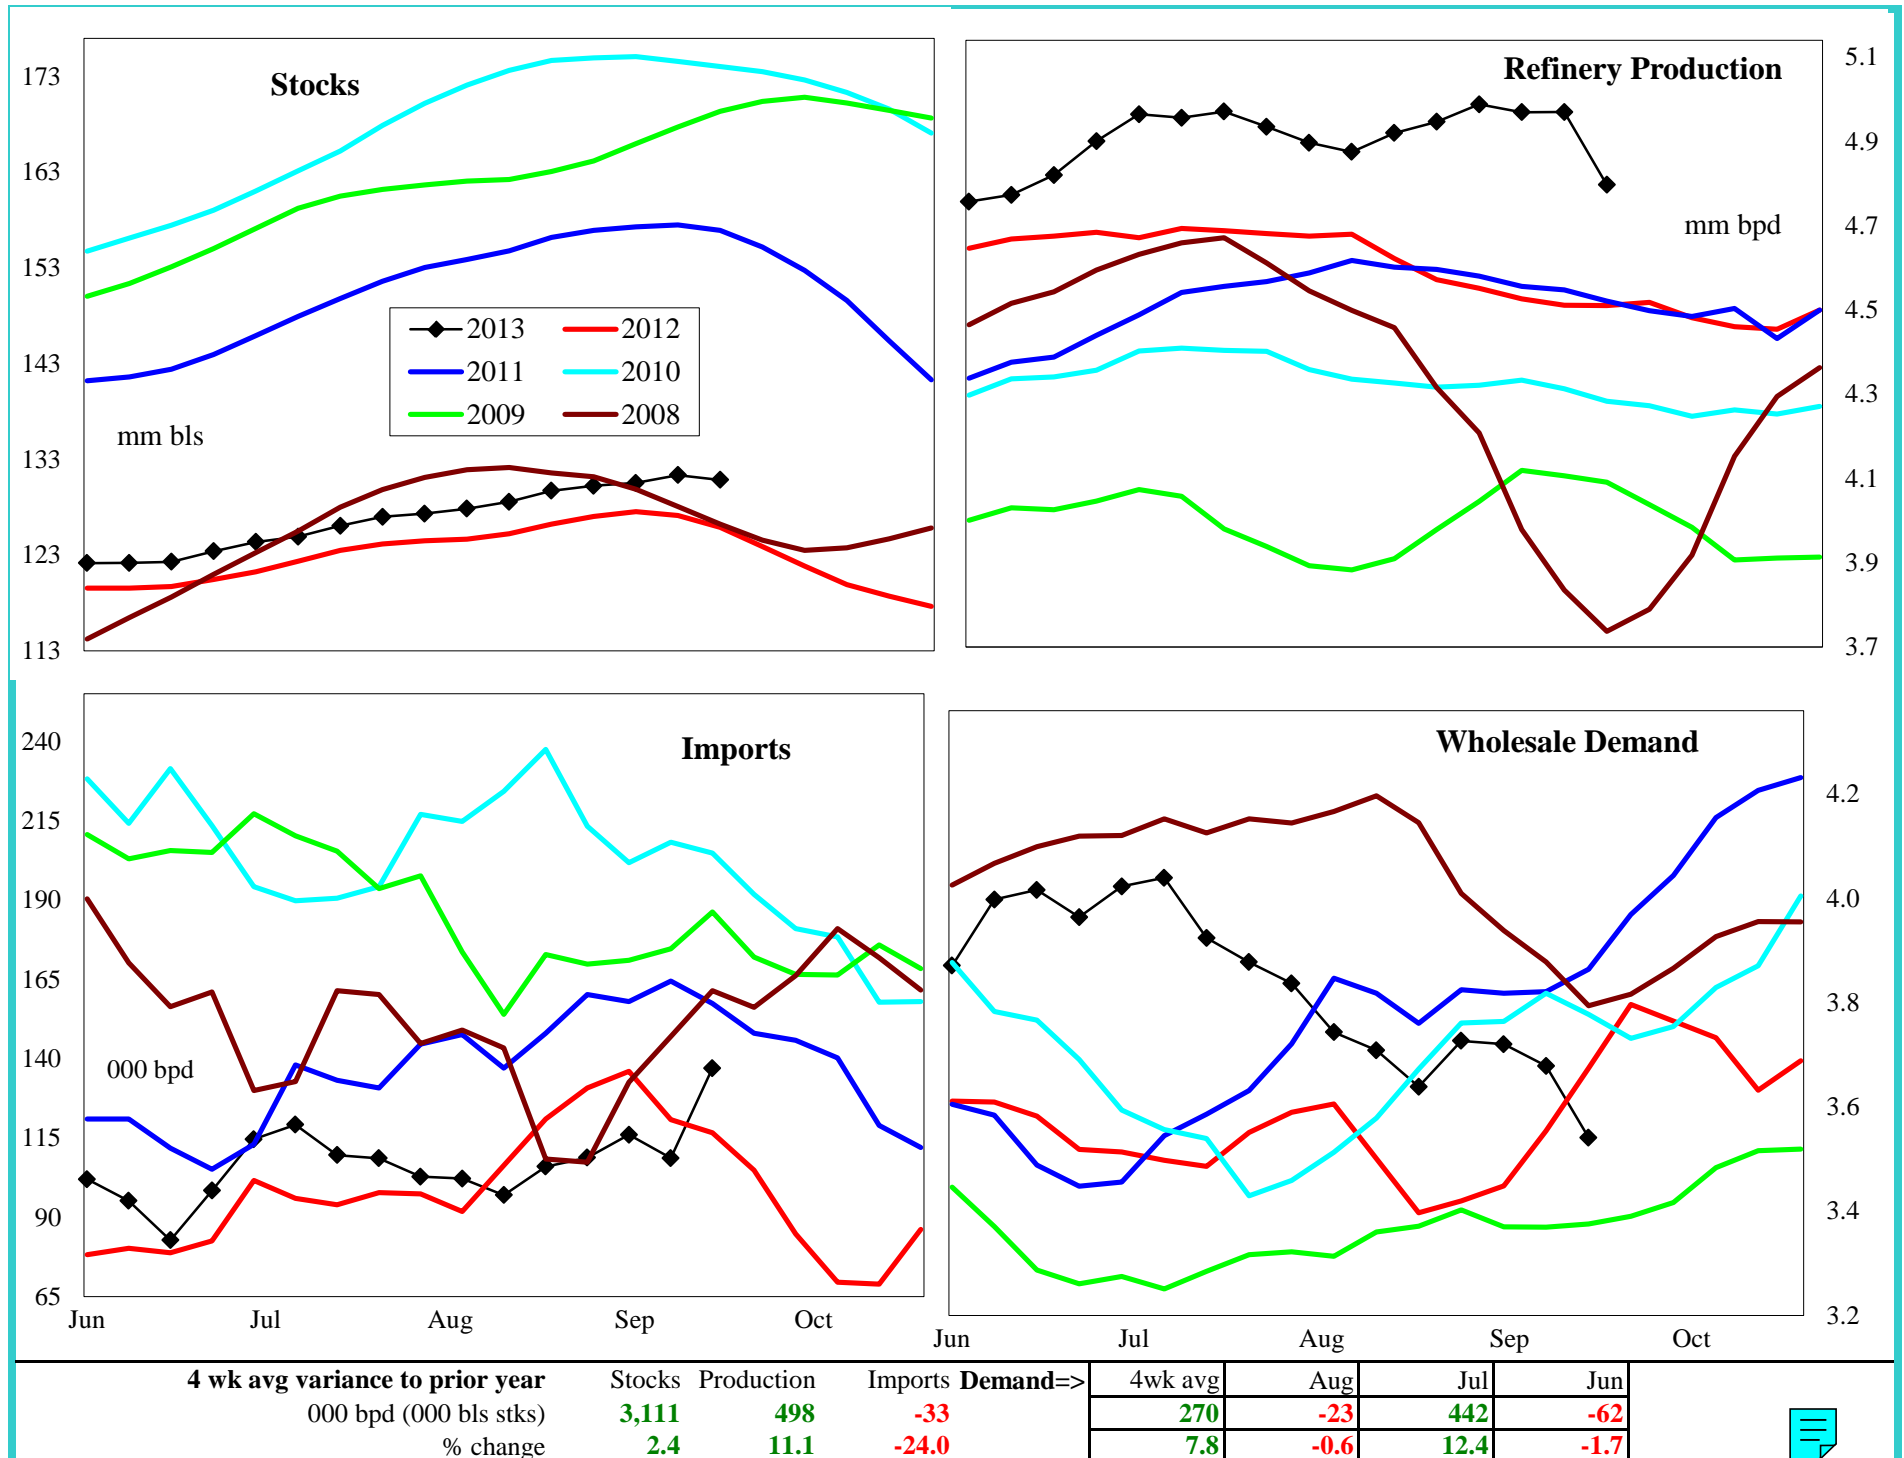 Stocks
173
163
153
143
133
123
113
mm bls
2013 2012
2011 2010
2009 2008
Refinery Production
mm bpd
5.1
4.9
4.7
4.5
4.3
4.1
3.9
3.7
Imports
240
215
190
165
140
115
90
65
000 bpd
Jun Jul Aug Sep Oct
Wholesale Demand
4.2
4.0
3.8
3.6
3.4
3.2
Jun Jul Aug Sep Oct
4 wk avg variance to prior year Stocks Production Imports Demand=> 4wk avg Aug Jul Jun
000 bpd (000 bls stks) 3,111 498 -33 270 -23 442 -62
% change 2.4 11.1 -24.0 7.8 -0.6 12.4 -1.7